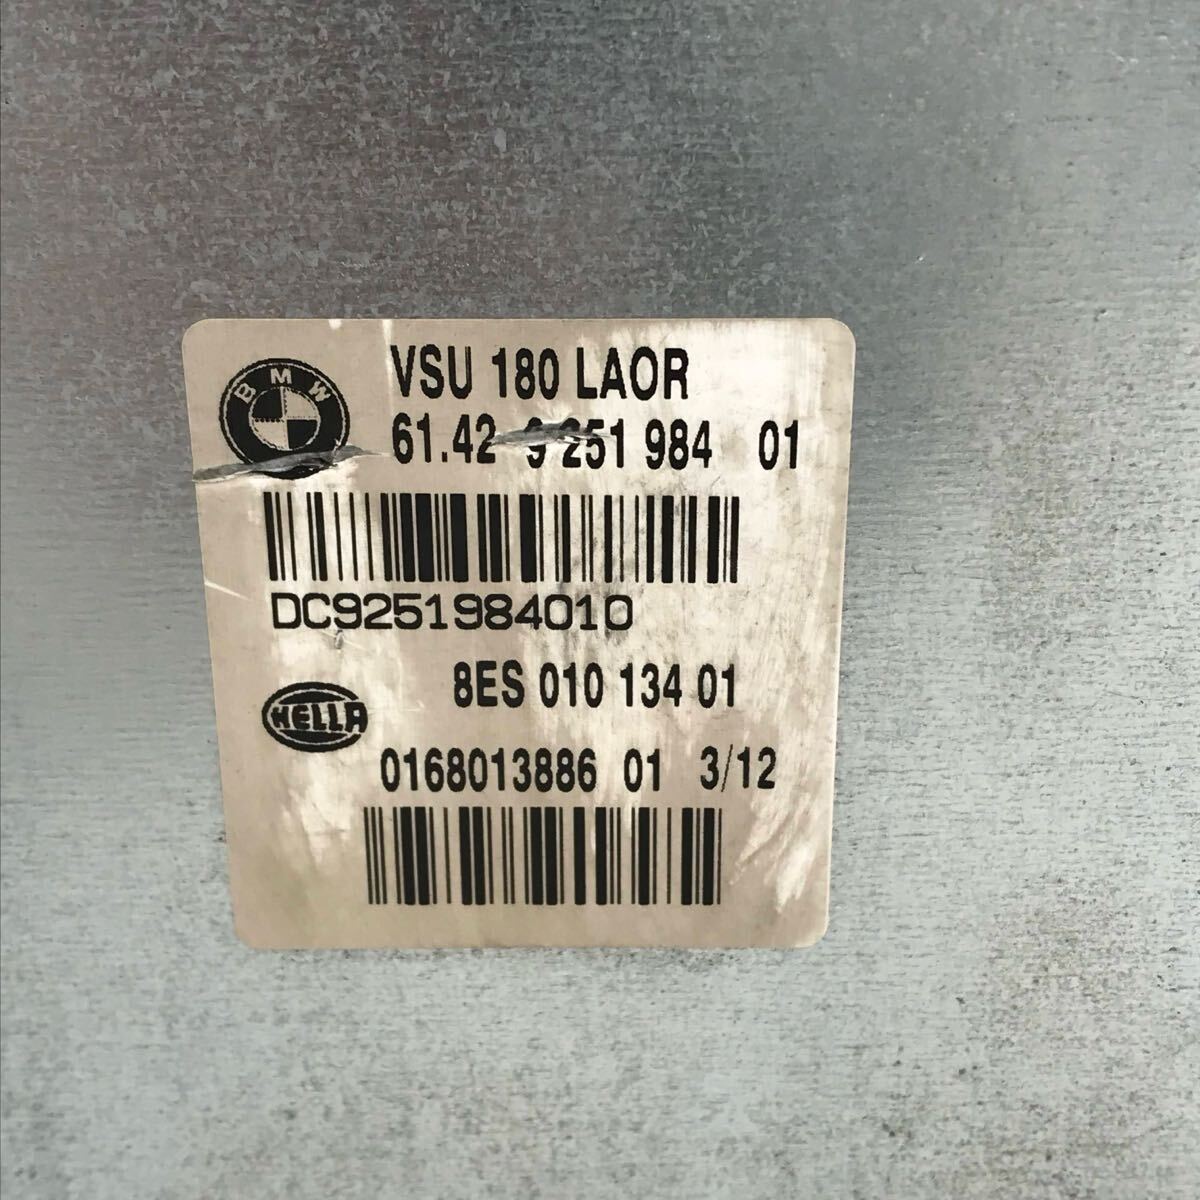 BMW
VSU 180 LAOR
61.42 9 251 984 01
DC9251984010
8ES 010 134 01
HELLA
0168013886 01 3/12